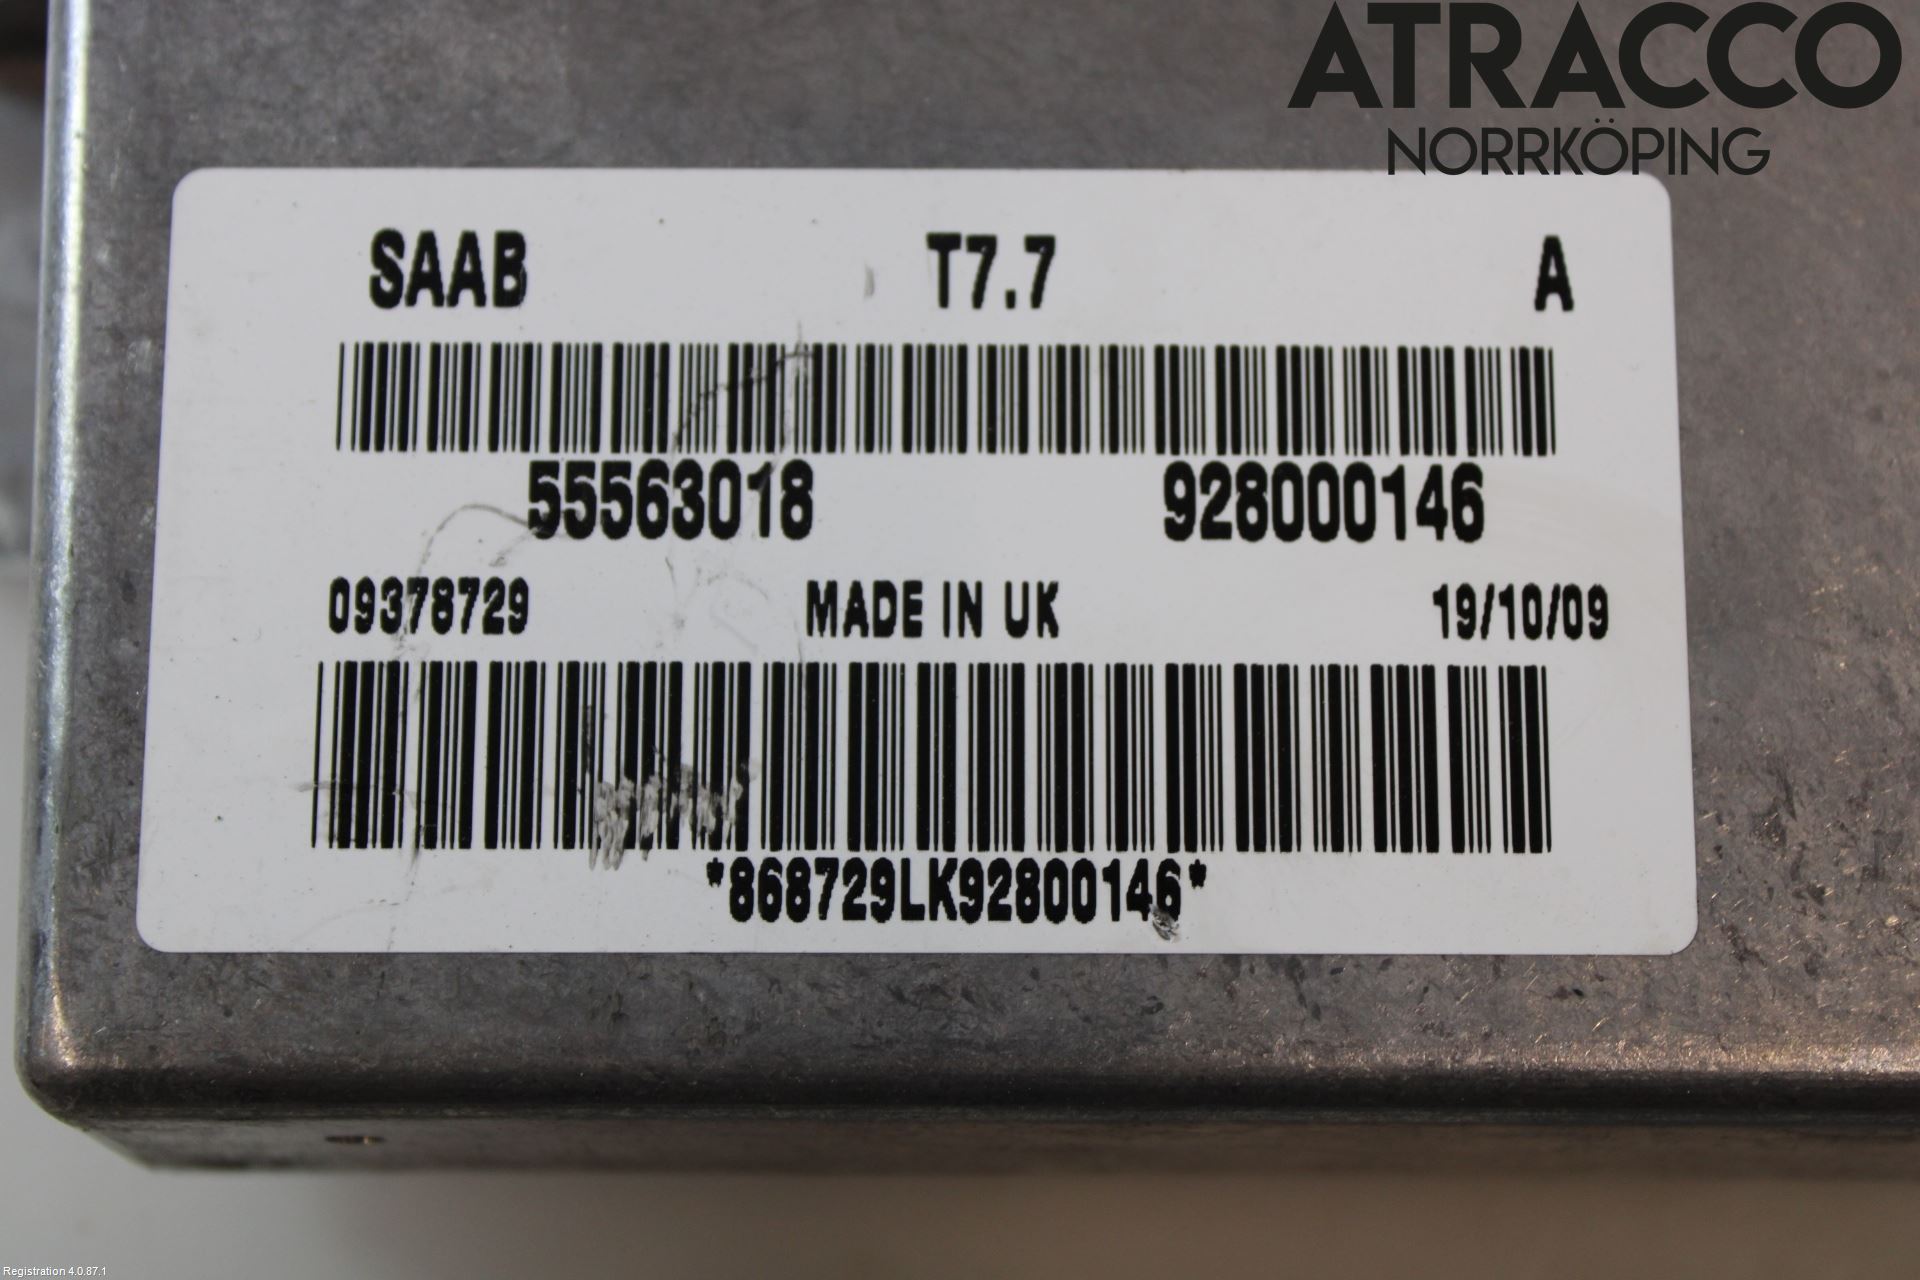 ATRACCO
NORRKÖPING
SAAB T7.7 A
55563018 928000146
09378729 MADE IN UK 19/10/09
*868729LK92800146*
Registration 4.0.87.1